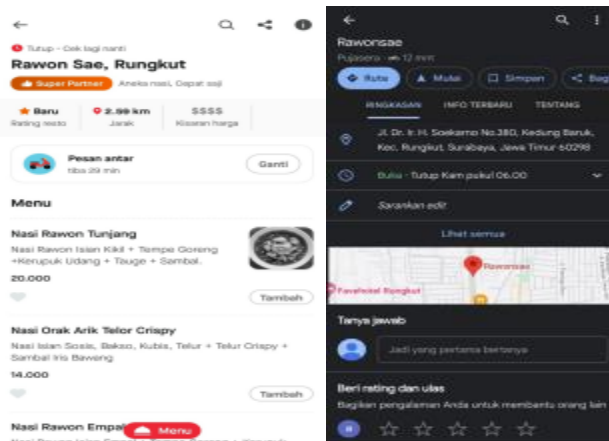 Tutup - Cek lagi nanti
Rawon Sae, Rungkut
Super Partner Aneka nasi, Cepat saji
Baru
Rating resto
2.59 km
Jarak
$$$$
Kisaran harga
Pesan antar
tiba 29 min
Ganti
Menu
Nasi Rawon Tunjang
Nasi Rawon Isian Kikil + Tempe Goreng
+Kerupuk Udang + Tauge + Sambal.
20.000
Tambah
Nasi Orak Arik Telor Crispy
Nasi Isian Sosis, Bakso, Kubis, Telur + Telur Crispy +
Sambal Iris Bawang
14.000
Tambah
Nasi Rawon Empal
Menu
Rawonsae
Pujasera 12 mnt
Rute
Mulai
Simpan
Bag
RINGKASAN INFO TERBARU TENTANG
Jl. Dr. Ir. H. Soekarno No.380, Kedung Baruk,
Kec. Rungkut, Surabaya, Jawa Timur 60298
Buka - Tutup Kam pukul 06.00
Sarankan edit
Lihat semua
Rawonsae
Favehotel Rungkut
Tanya jawab
Jadi yang pertama bertanya
Beri rating dan ulas
Bagikan pengalaman Anda untuk membantu orang lain